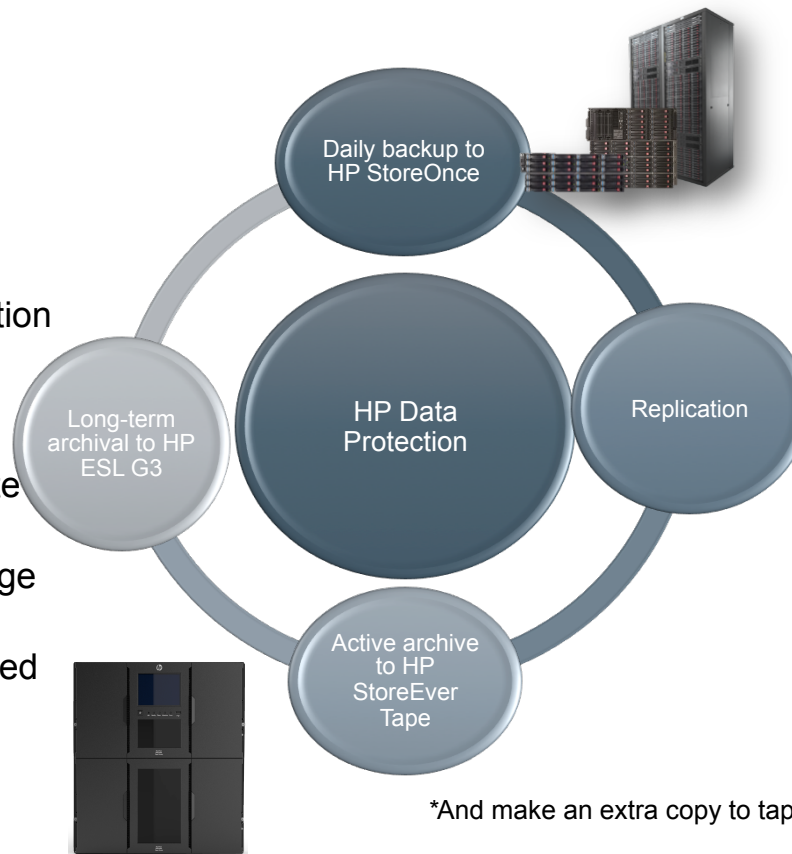 Daily backup to
HP StoreOnce
Replication
HP Data
Protection
Long-term
archival to HP
ESL G3
Active archive
to HP
StoreEver
Tape
*And make an extra copy to